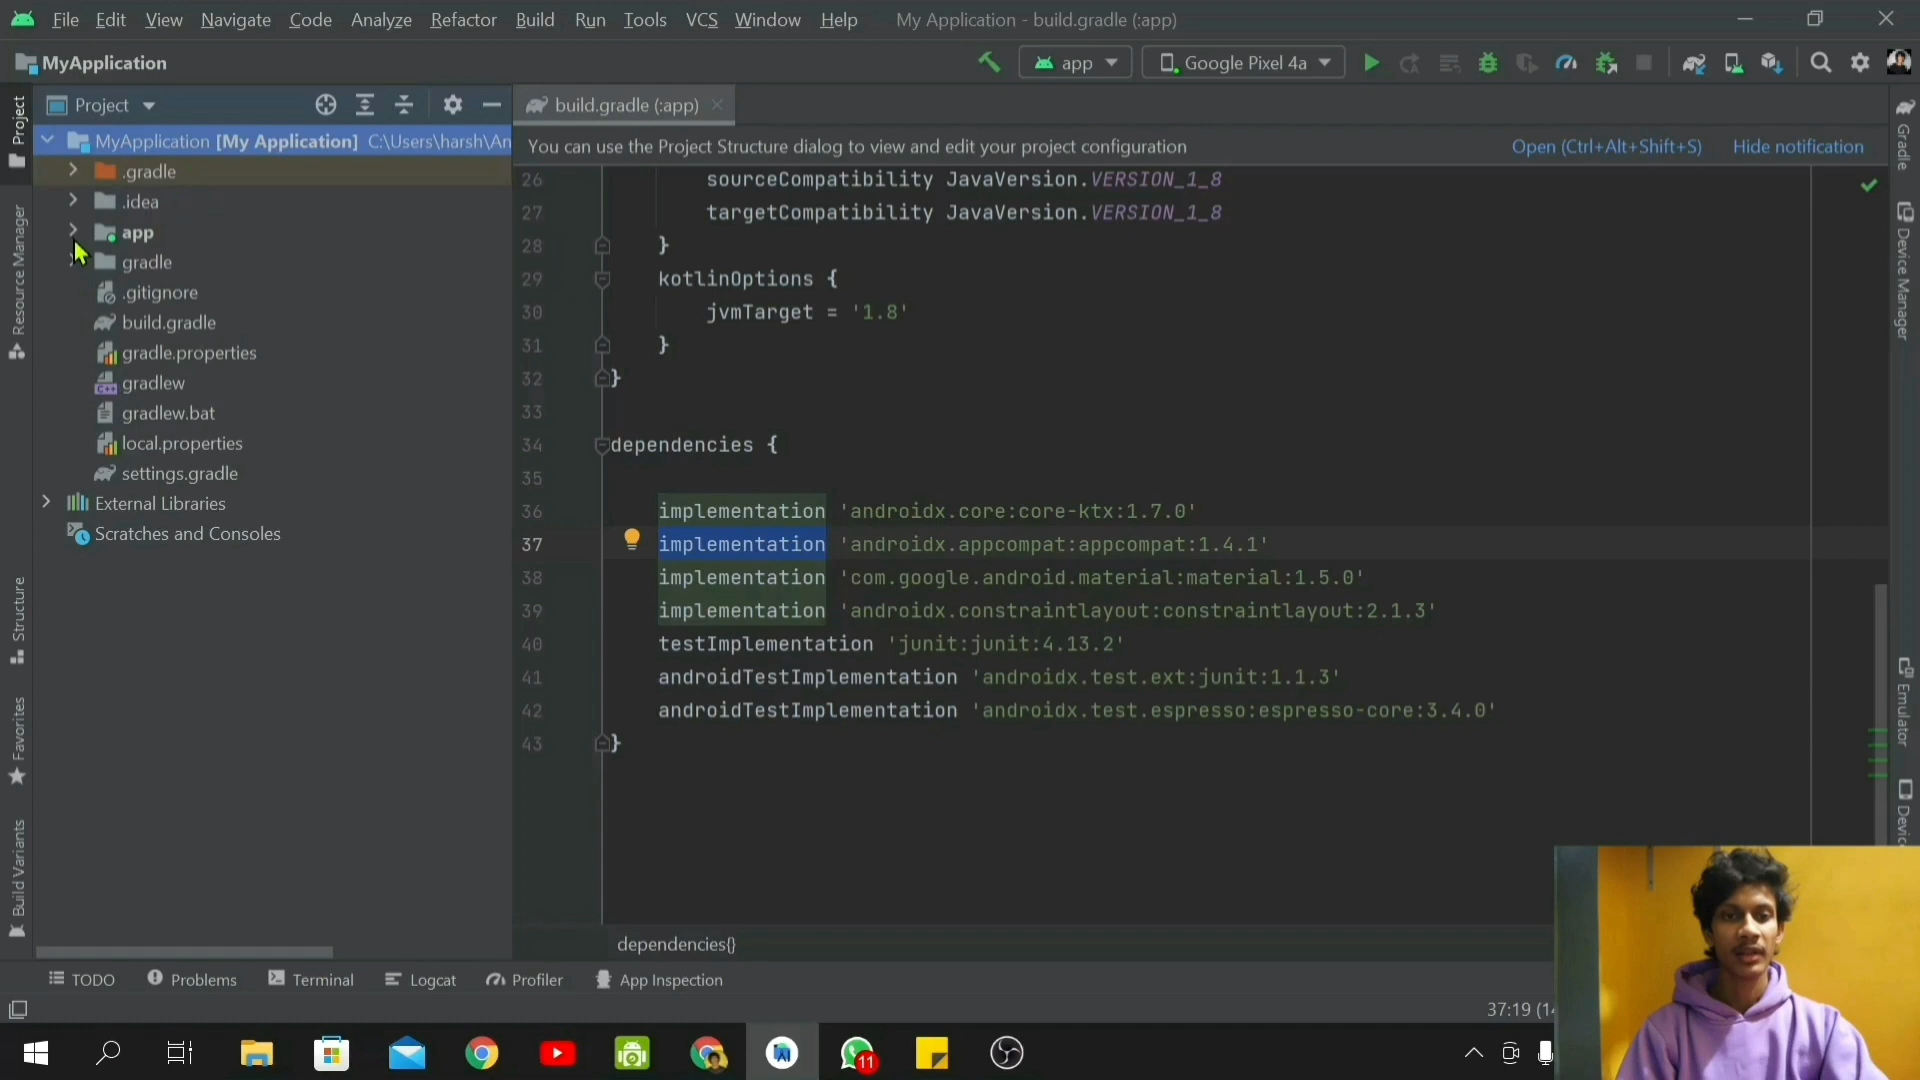 File Edit View Navigate Code Analyze Refactor Build Run Tools VCS Window Help My Application - build.gradle (:app)
MyApplication
app
Google Pixel 4a
Project
build.gradle (:app)
MyApplication [My Application] C:\Users\harsh\An
You can use the Project Structure dialog to view and edit your project configuration
Open (Ctrl+Alt+Shift+S) Hide notification
.gradle
.idea
app
gradle
.gitignore
build.gradle
gradle.properties
gradlew
gradlew.bat
local.properties
settings.gradle
External Libraries
Scratches and Consoles
26 sourceCompatibility JavaVersion.VERSION_1_8
27 targetCompatibility JavaVersion.VERSION_1_8
28 }
29 kotlinOptions {
30 jvmTarget = '1.8'
31 }
32 }
33
34 dependencies {
35
36 implementation 'androidx.core:core-ktx:1.7.0'
37 implementation 'androidx.appcompat:appcompat:1.4.1'
38 implementation 'com.google.android.material:material:1.5.0'
39 implementation 'androidx.constraintlayout:constraintlayout:2.1.3'
40 testImplementation 'junit:junit:4.13.2'
41 androidTestImplementation 'androidx.test.ext:junit:1.1.3'
42 androidTestImplementation 'androidx.test.espresso:espresso-core:3.4.0'
43 }
dependencies{}
Project
Resource Manager
Structure
Favorites
Build Variants
Gradle
Device Manager
Emulator
Devic
TODO Problems Terminal Logcat Profiler App Inspection
37:19 (14
11